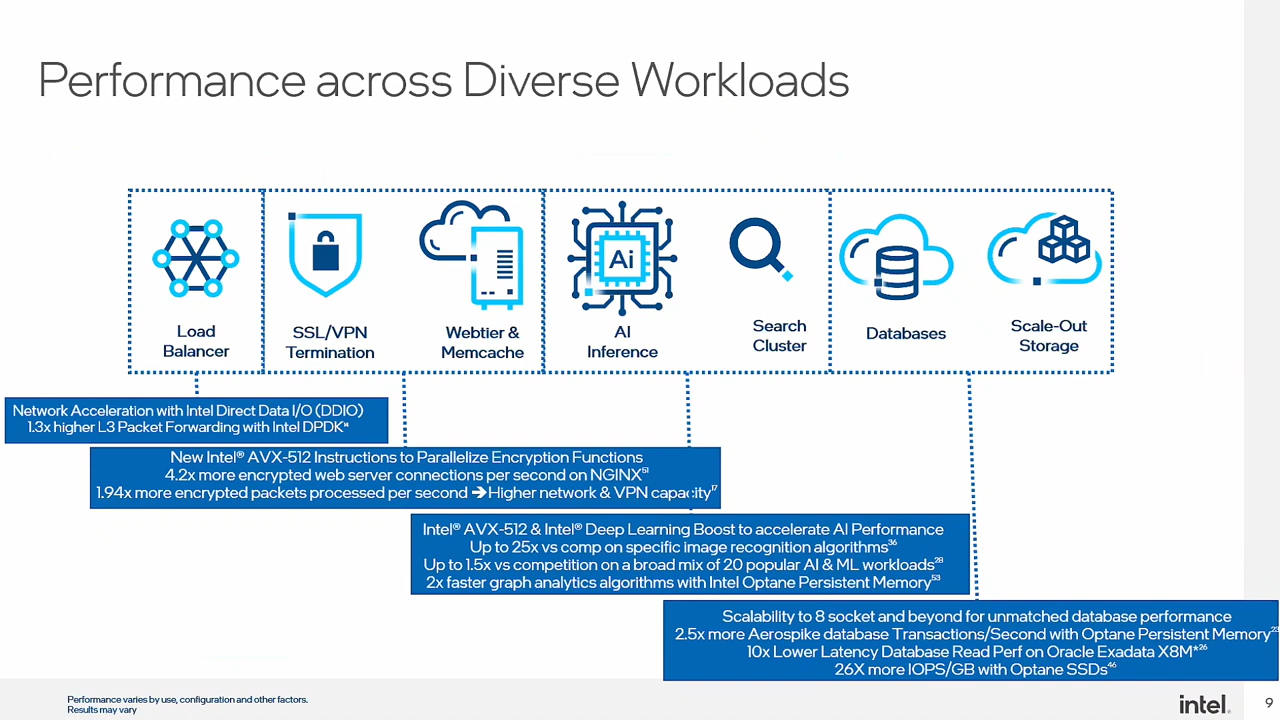 Performance across Diverse Workloads
Load
Balancer
SSL/VPN
Termination
Webtier &
Memcache
Ai
AI
Inference
Search
Cluster
Databases
Scale-Out
Storage
Network Acceleration with Intel Direct Data I/O (DDIO)
1.3x higher L3 Packet Forwarding with Intel DPDK
New Intel® AVX-512 Instructions to Parallelize Encryption Functions
4.2x more encrypted web server connections per second on NGINX⁵¹
1.94x more encrypted packets processed per second ➔Higher network & VPN capacity¹⁷
Intel® AVX-512 & Intel® Deep Learning Boost to accelerate AI Performance
Up to 25x vs comp on specific image recognition algorithms³⁶
Up to 1.5x vs competition on a broad mix of 20 popular AI & ML workloads²⁸
2x faster graph analytics algorithms with Intel Optane Persistent Memory⁵³
Scalability to 8 socket and beyond for unmatched database performance
2.5x more Aerospike database Transactions/Second with Optane Persistent Memory²³
10x Lower Latency Database Read Perf on Oracle Exadata X8M*²⁶
26X more IOPS/GB with Optane SSDs⁴⁶
Performance varies by use, configuration and other factors.
Results may vary
intel.
9